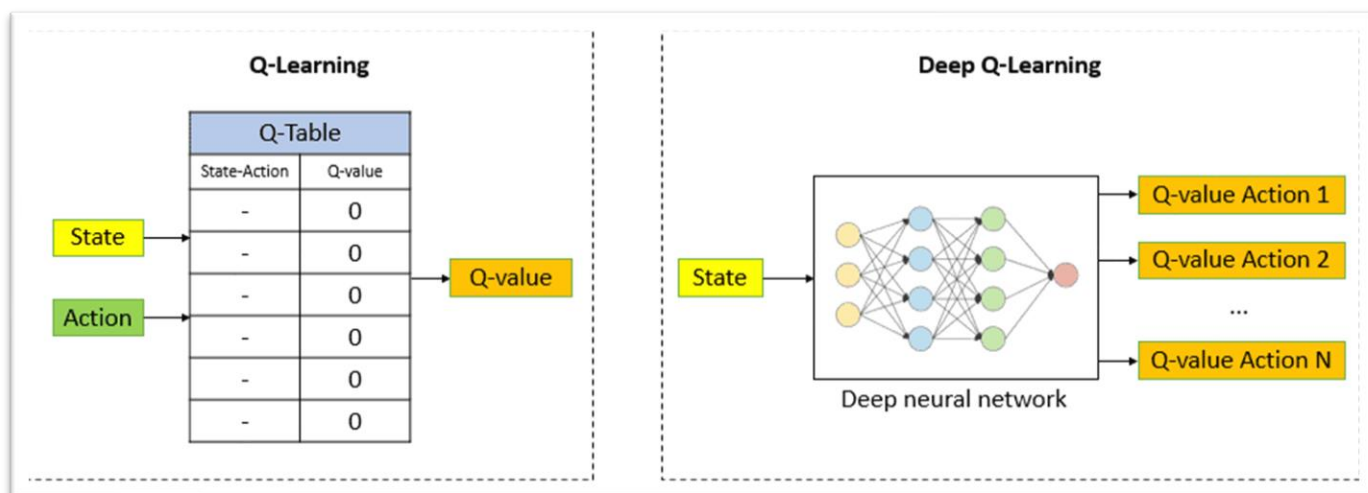 Q-Learning
Q-Table
State-Action Q-value
- 0
- 0
- 0
- 0
- 0
- 0
State
Action
Q-value
Deep Q-Learning
State
Deep neural network
Q-value Action 1
Q-value Action 2
...
Q-value Action N